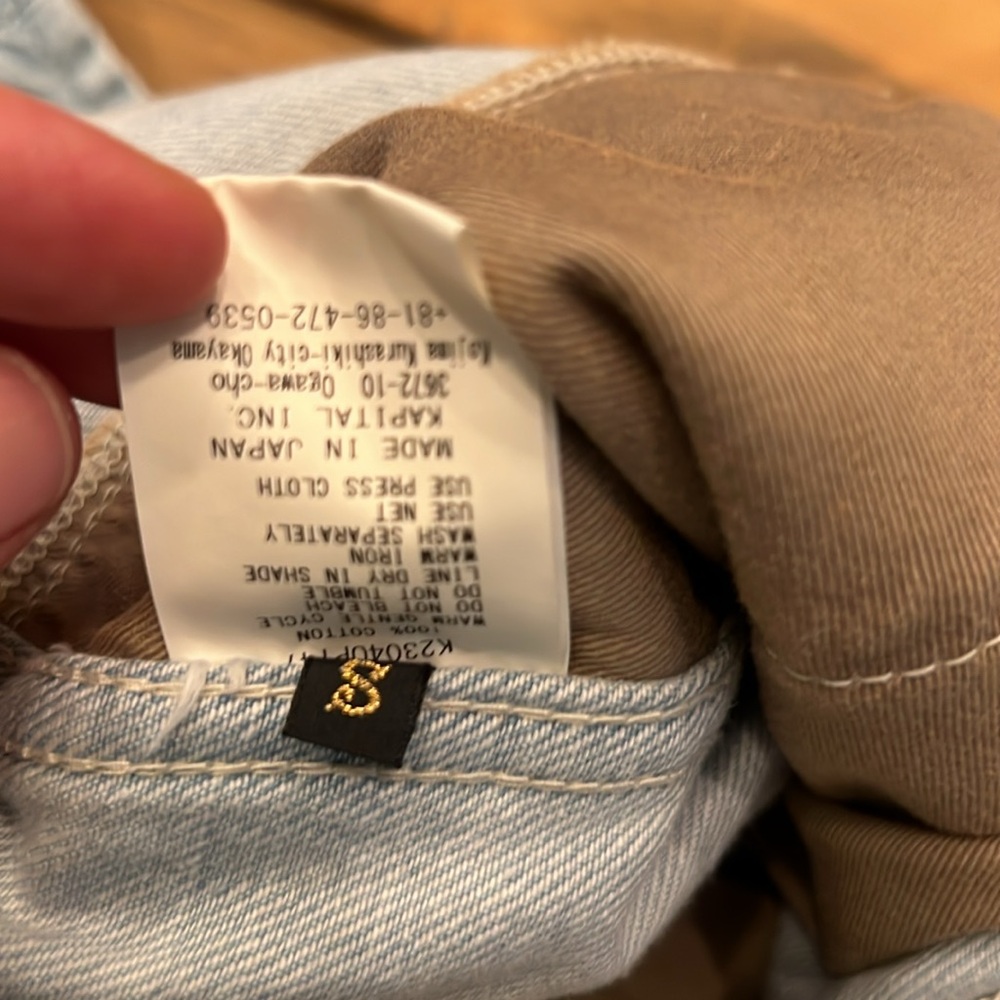 100% COTTON
WARM GENTLE CYCLE
DO NOT BLEACH
DO NOT TUMBLE
LINE DRY IN SHADE
WARM IRON
WASH SEPARATELY
USE NET
USE PRESS CLOTH
MADE IN JAPAN
KAPITAL INC.
3672-10 Ogawa-cho
Kojima Kurashiki-city Okayama
+81-86-472-0539
S